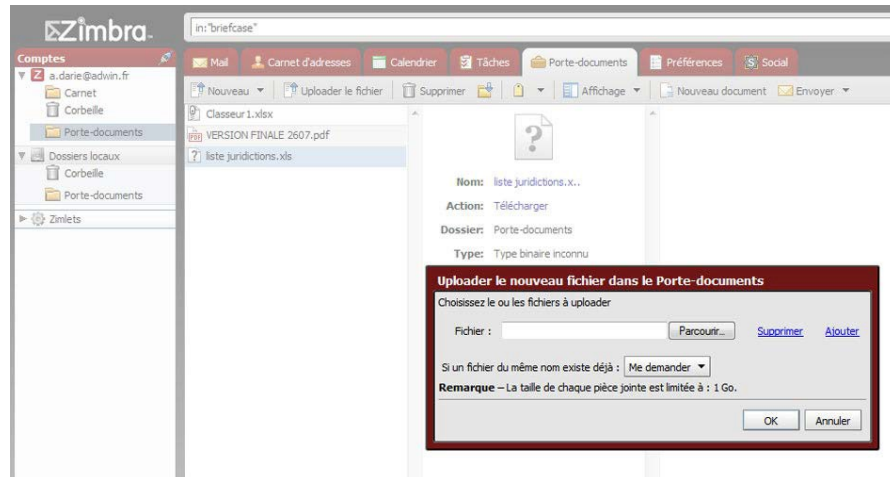 Zimbra
in:"briefcase"
Comptes
Mail
Carnet d'adresses
Calendrier
Tâches
Porte-documents
Préférences
Social
a.darie@adwin.fr
Carnet
Corbeille
Porte-documents
Dossiers locaux
Corbeille
Porte-documents
Zimlets
Nouveau
Uploader le fichier
Supprimer
Affichage
Nouveau document
Envoyer
Classeur1.xlsx
VERSION FINALE 2607.pdf
liste juridictions.xls
Nom: liste juridictions.x..
Action: Télécharger
Dossier: Porte-documents
Type: Type binaire inconnu
Uploader le nouveau fichier dans le Porte-documents
Choisissez le ou les fichiers à uploader
Fichier : Parcourir... Supprimer Ajouter
Si un fichier du même nom existe déjà : Me demander
Remarque – La taille de chaque pièce jointe est limitée à : 1 Go.
OK Annuler